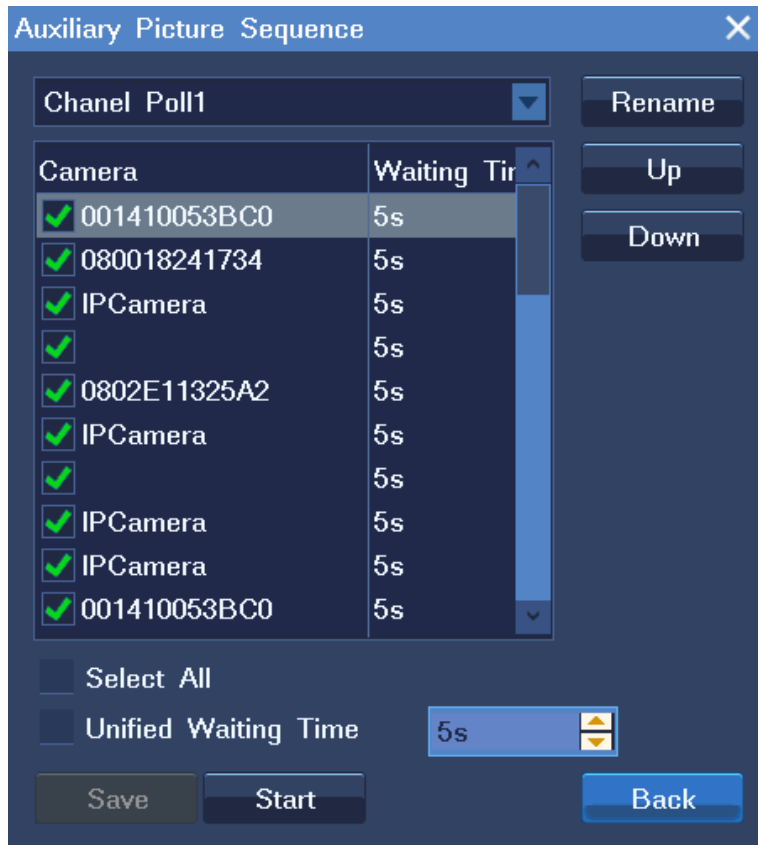 Auxiliary Picture Sequence
Chanel Poll1
Rename
Camera Waiting Tir
Up
001410053BC0 5s
Down
080018241734 5s
IPCamera 5s
5s
0802E11325A2 5s
IPCamera 5s
5s
IPCamera 5s
IPCamera 5s
001410053BC0 5s
Select All
Unified Waiting Time 5s
Save Start Back